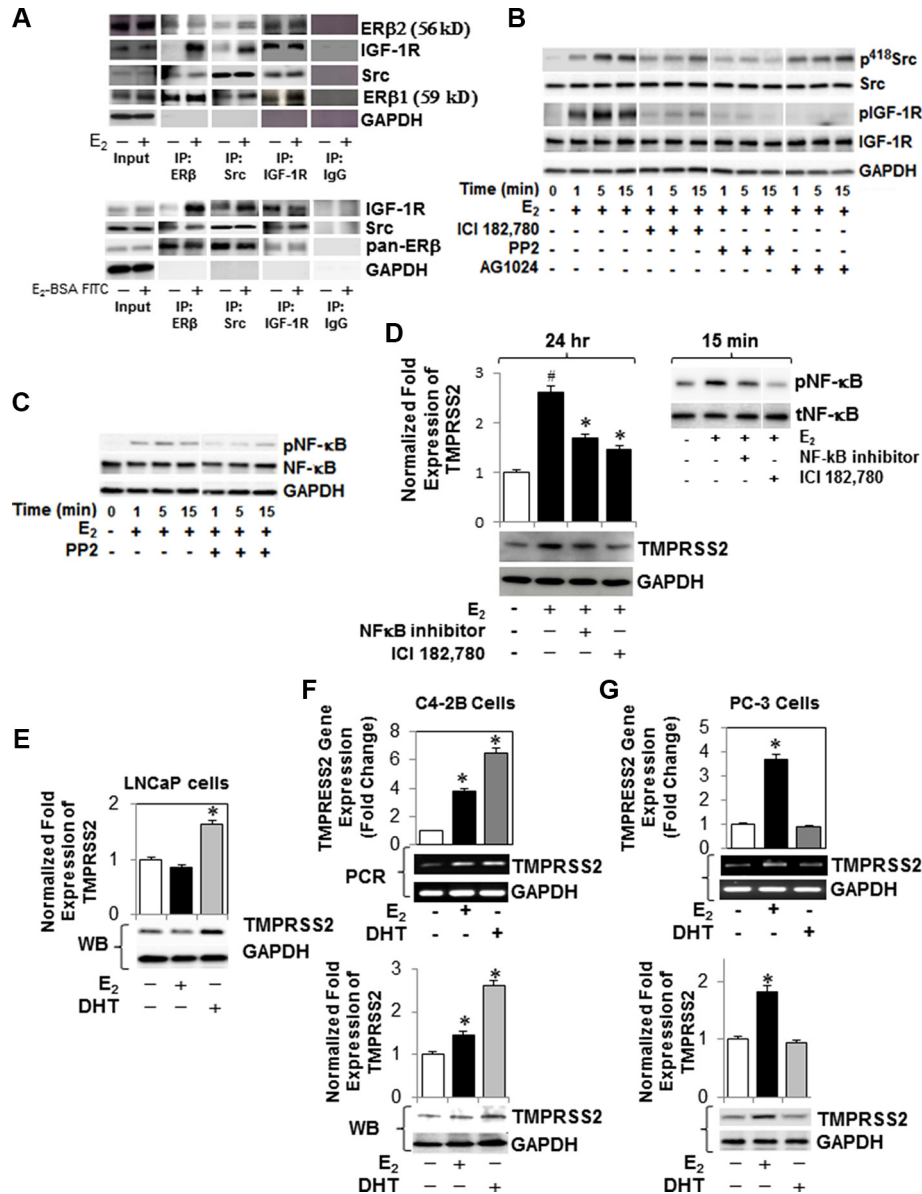 A
ERβ2 (56 kD)
IGF-1R
Src
ERβ1 (59 kD)
GAPDH
E2 – + – + – + – + – +
Input IP: ERβ IP: Src IP: IGF-1R IP: IgG
IGF-1R
Src
pan-ERβ
GAPDH
E2-BSA FITC – + – + – + – + – +
Input IP: ERβ IP: Src IP: IGF-1R IP: IgG
B
p418Src
Src
pIGF-1R
IGF-1R
GAPDH
Time (min) 0 1 5 15 1 5 15 1 5 15 1 5 15
E2 - + + + + + + + + + + + +
ICI 182,780 - - - - + + + - - - - - -
PP2 - - - - - - - + + + - - -
AG1024 - - - - - - - - - - + + +
C
pNF-κB
NF-κB
GAPDH
Time (min) 0 1 5 15 1 5 15
E2 - + + + + + +
PP2 - - - - + + +
D
24 hr
Normalized Fold Expression of TMPRSS2
3
2
1
0
#
*
*
TMPRSS2
GAPDH
E2 - + + +
NFκB inhibitor - – + –
ICI 182,780 - – – +
15 min
pNF-κB
tNF-κB
- + + + E2
- - + - NF-kB inhibitor
- - - + ICI 182,780
E
LNCaP cells
Normalized Fold Expression of TMPRSS2
2
1
0
*
WB
TMPRSS2
GAPDH
E2 – + –
DHT – – +
F
C4-2B Cells
TMPRESS2 Gene Expression (Fold Change)
8
6
4
2
0
*
*
PCR
TMPRSS2
GAPDH
E2 - + -
DHT - - +
Normalized Fold Expression of TMPRSS2
3
2
1
0
*
*
WB
TMPRSS2
GAPDH
E2 – + –
DHT – – +
G
PC-3 Cells
TMPRESS2 Gene Expression (Fold Change)
5
4
3
2
1
0
*
TMPRSS2
GAPDH
E2 - + -
DHT - - +
Normalized Fold Expression of TMPRSS2
2
1
0
*
TMPRSS2
GAPDH
E2 – + –
DHT – – +